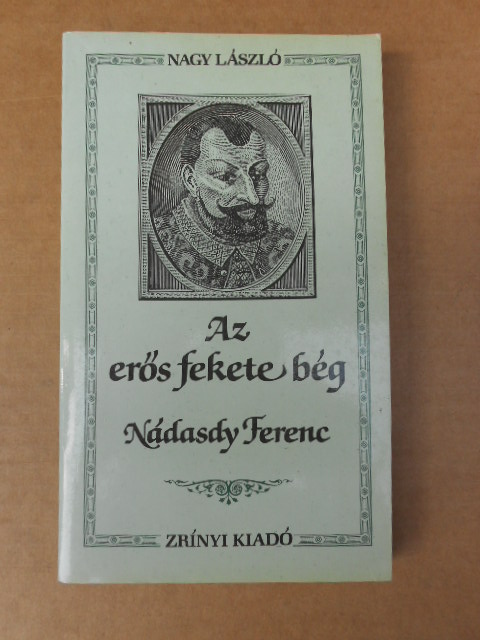 NAGY LÁSZLÓ
Az
erős fekete bég
Nádasdy Ferenc
ZRÍNYI KIADÓ